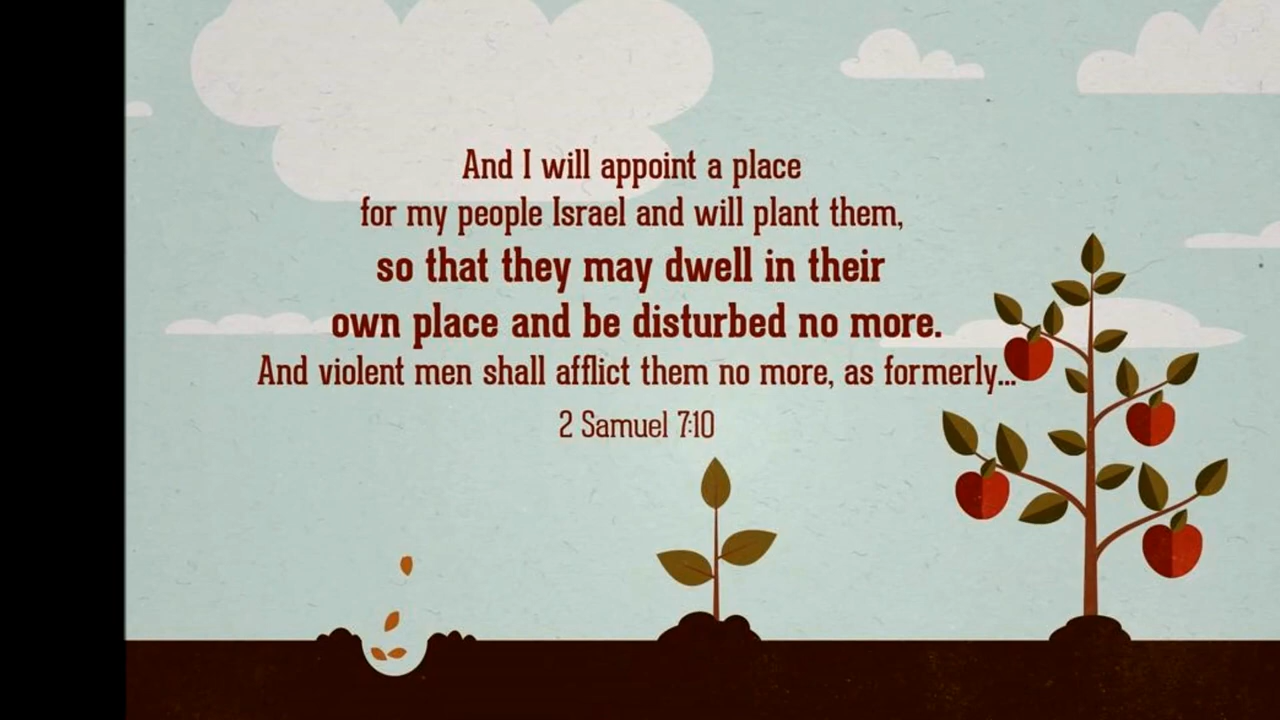 And I will appoint a place
for my people Israel and will plant them,
so that they may dwell in their
own place and be disturbed no more.
And violent men shall afflict them no more, as formerly...
2 Samuel 7:10